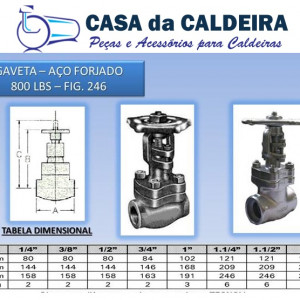 CASA da CALDEIRA
Peças e Acessórios para Caldeiras
GAVETA – AÇO FORJADO
800 LBS – FIG. 246
C
B
A
TABELA DIMENSIONAL
1/4" 3/8" 1/2" 3/4" 1" 1.1/4" 1.1/2"
m 80 80 80 84 102 121 121
m 144 144 144 146 168 209 209
m 158 158 158 163 191 246 246
2 2 2 2 3 6 6